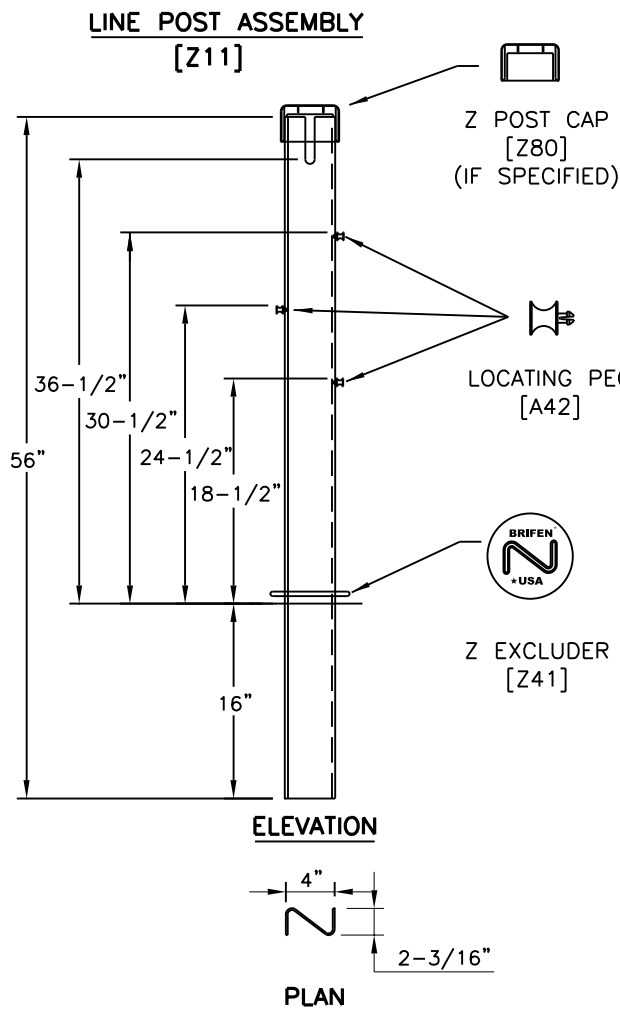 LINE POST ASSEMBLY
[Z11]
Z POST CAP
[Z80]
(IF SPECIFIED)
36-1/2"
30-1/2"
24-1/2"
18-1/2"
56"
LOCATING PE
[A42]
BRIFEN
★USA
Z EXCLUDER
[Z41]
16"
ELEVATION
4"
2-3/16"
PLAN